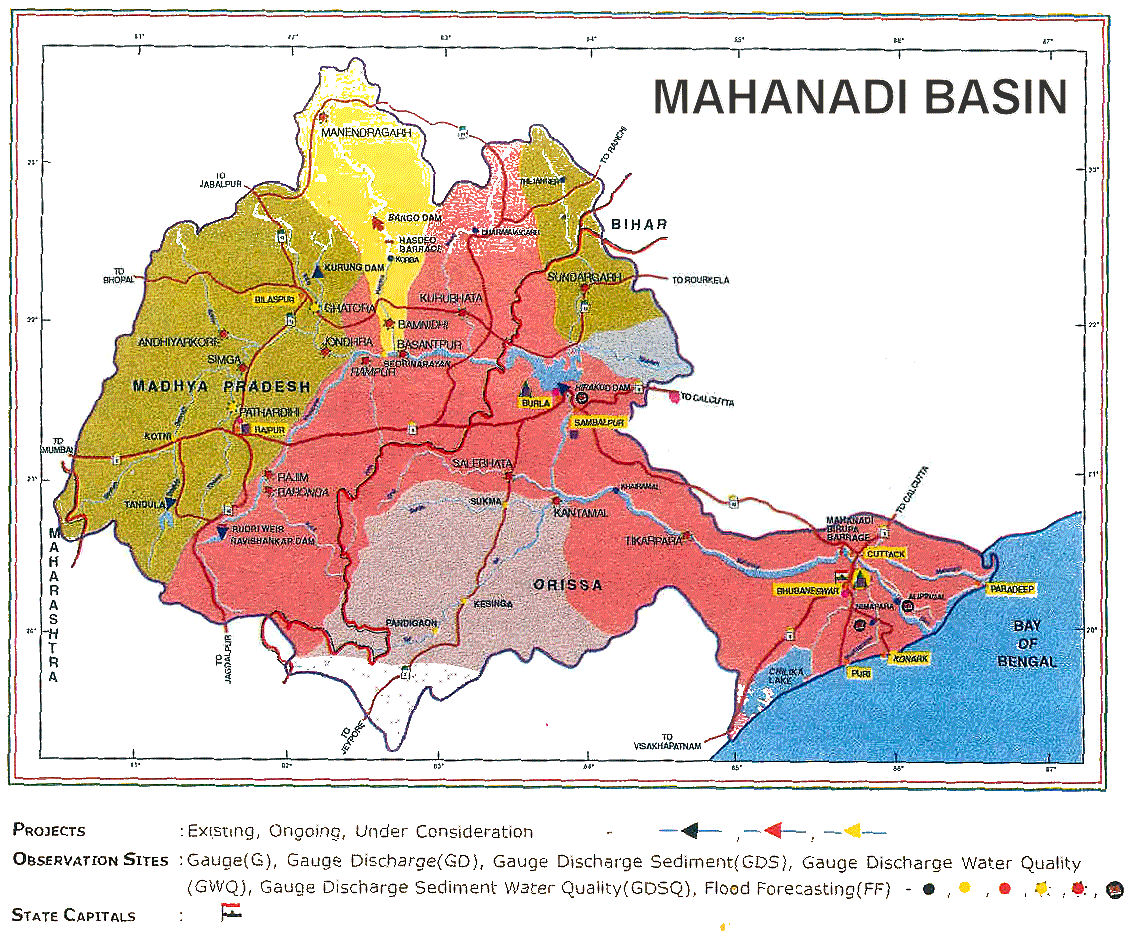 MAHANADI BASIN
MANENDRAGARH
TO
JABALPUR
TO RANCHI
BANGO DAM
BIHAR
HASDEO
BARRAGE
KORBA
KURUNG DAM
TO
BHOPAL
SUNDARGARH
TO ROURKELA
BILASPUR
GHATORA
KURUBHATA
BAMNIDHI
ANDHIYARKORE
JONDHRA
BASANTPUR
SIMGA
SEORINARAYAN
RAMPUR
MADHYA PRADESH
HIRAKUD DAM
BURLA
TO CALCUTTA
PATHARDIHI
SAMBALPUR
RAIPUR
KOTNI
TO
MUMBAI
SALEBHATA
TO CALCUTTA
RAJIM
BARONDA
KHAIRAMAL
TANDULA
SUKMA
KANTAMAL
RUDRI WEIR
RAVISHANKAR DAM
MAHARASHTRA
TIKARPARA
MAHANADI
BIRUPA
BARRAGE
CUTTACK
ORISSA
BHUBANESHWAR
PARADEEP
ALIPINGAL
NIMAPARA
KESINGA
PANDIGAON
BAY
OF
BENGAL
KONARK
CHILIKA
LAKE
PURI
TO
JAGDALPUR
TO
JEYPORE
TO
VISAKHAPATNAM
PROJECTS : Existing, Ongoing, Under Consideration -
OBSERVATION SITES : Gauge(G), Gauge Discharge(GD), Gauge Discharge Sediment(GDS), Gauge Discharge Water Quality
(GWQ), Gauge Discharge Sediment Water Quality(GDSQ), Flood Forecasting(FF) -
STATE CAPITALS :